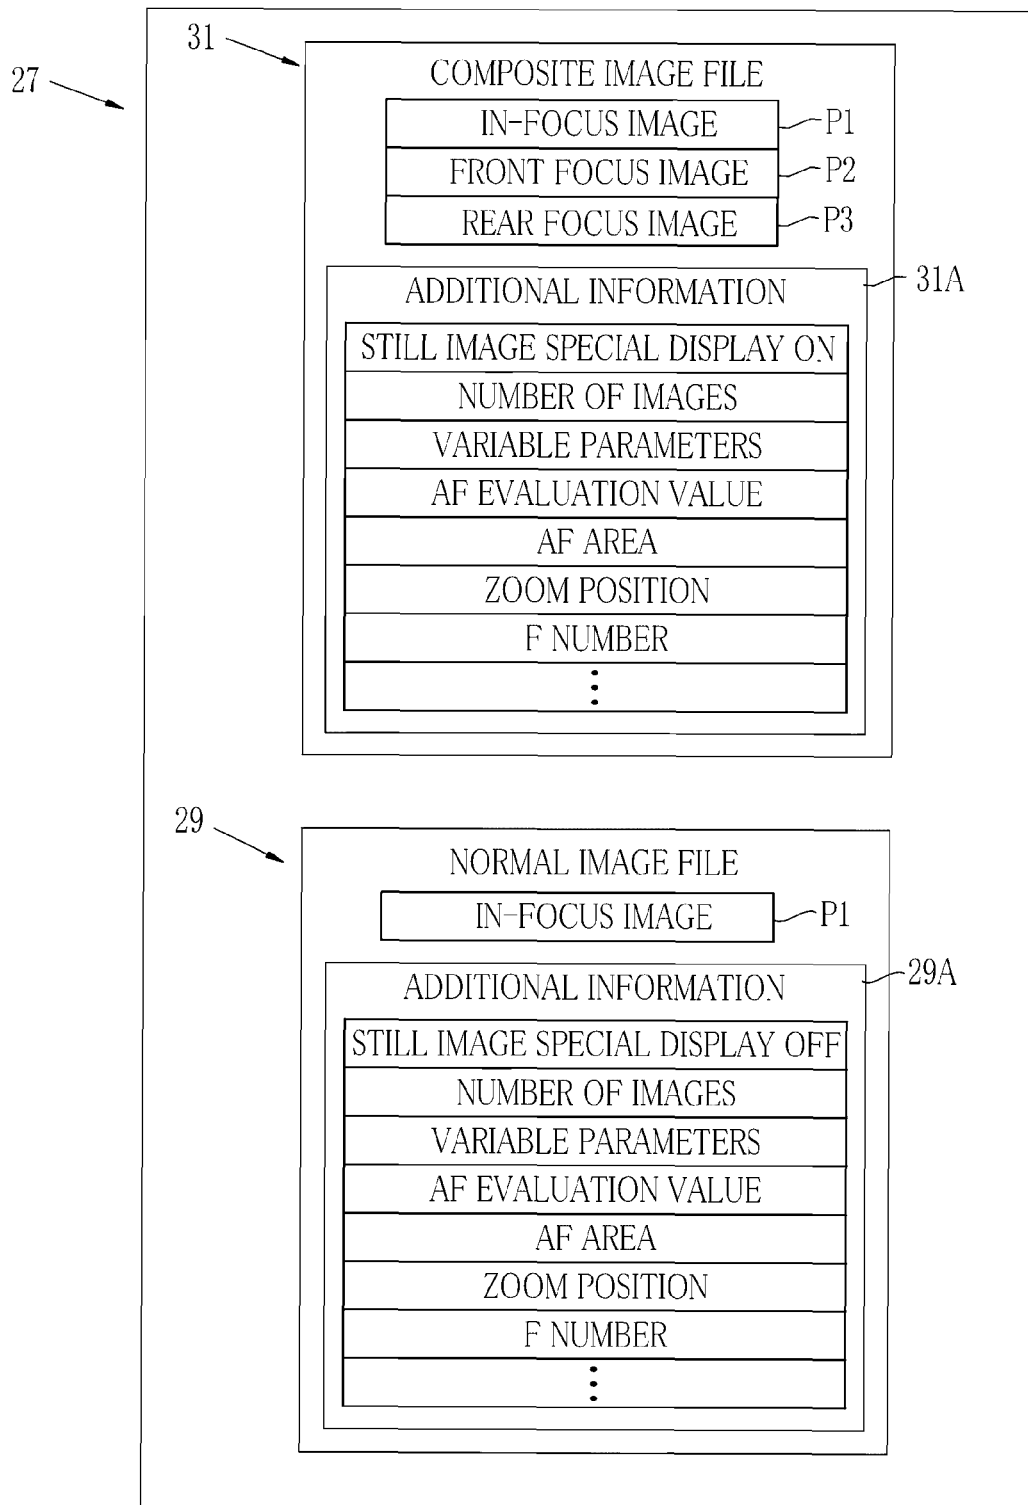 27
31
COMPOSITE IMAGE FILE
IN-FOCUS IMAGE
P1
FRONT FOCUS IMAGE
P2
REAR FOCUS IMAGE
P3
31A
ADDITIONAL INFORMATION
STILL IMAGE SPECIAL DISPLAY ON
NUMBER OF IMAGES
VARIABLE PARAMETERS
AF EVALUATION VALUE
AF AREA
ZOOM POSITION
F NUMBER
⋮
29
NORMAL IMAGE FILE
IN-FOCUS IMAGE
P1
29A
ADDITIONAL INFORMATION
STILL IMAGE SPECIAL DISPLAY OFF
NUMBER OF IMAGES
VARIABLE PARAMETERS
AF EVALUATION VALUE
AF AREA
ZOOM POSITION
F NUMBER
⋮